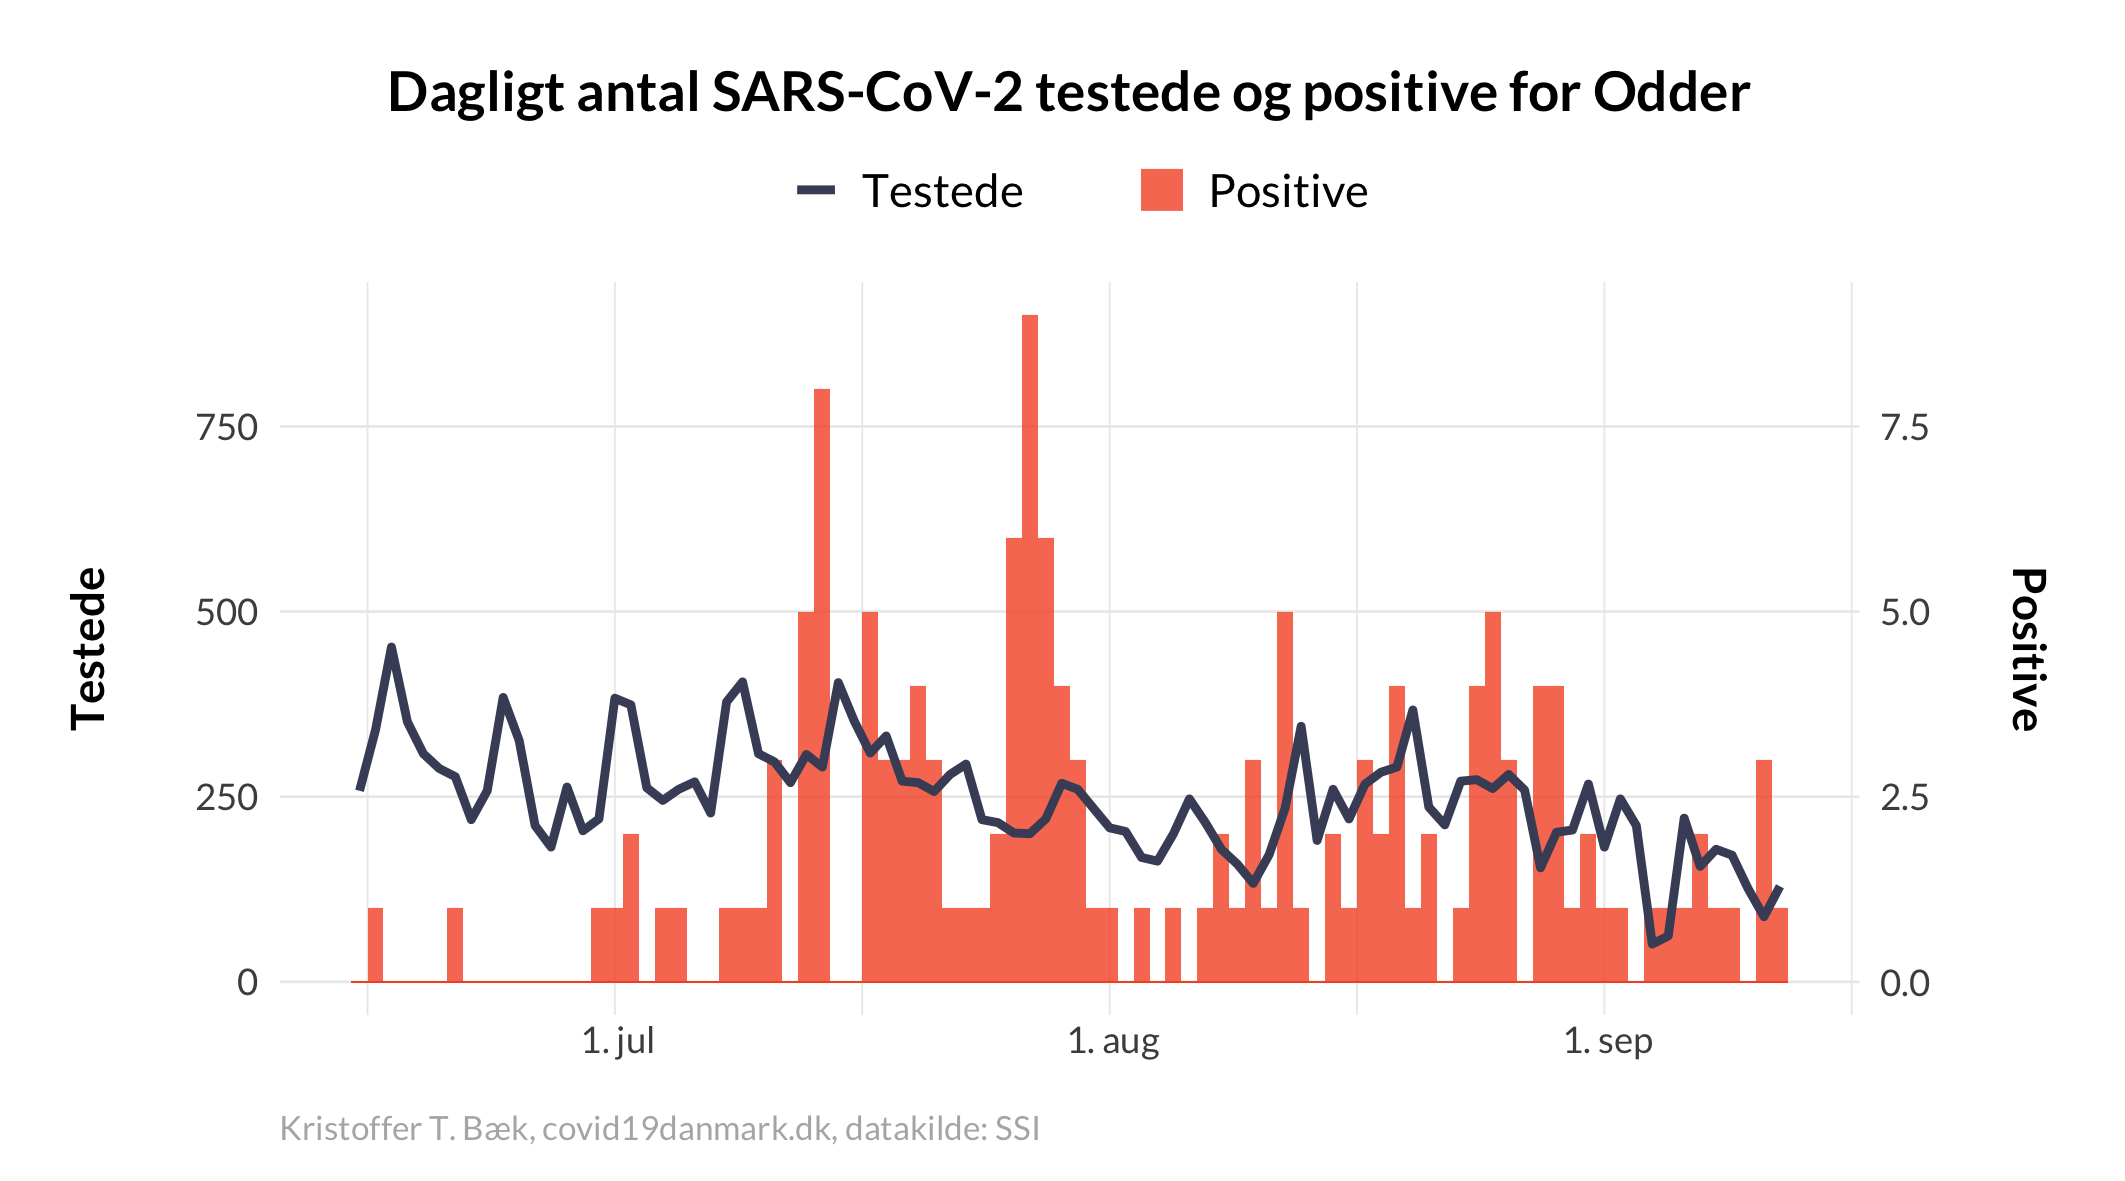 Dagligt antal SARS-CoV-2 testede og positive for Odder
Testede Positive
750 7.5
500 5.0
250 2.5
0 0.0
Testede
Positive
1. jul 1. aug 1. sep
Kristoffer T. Bæk, covid19danmark.dk, datakilde: SSI